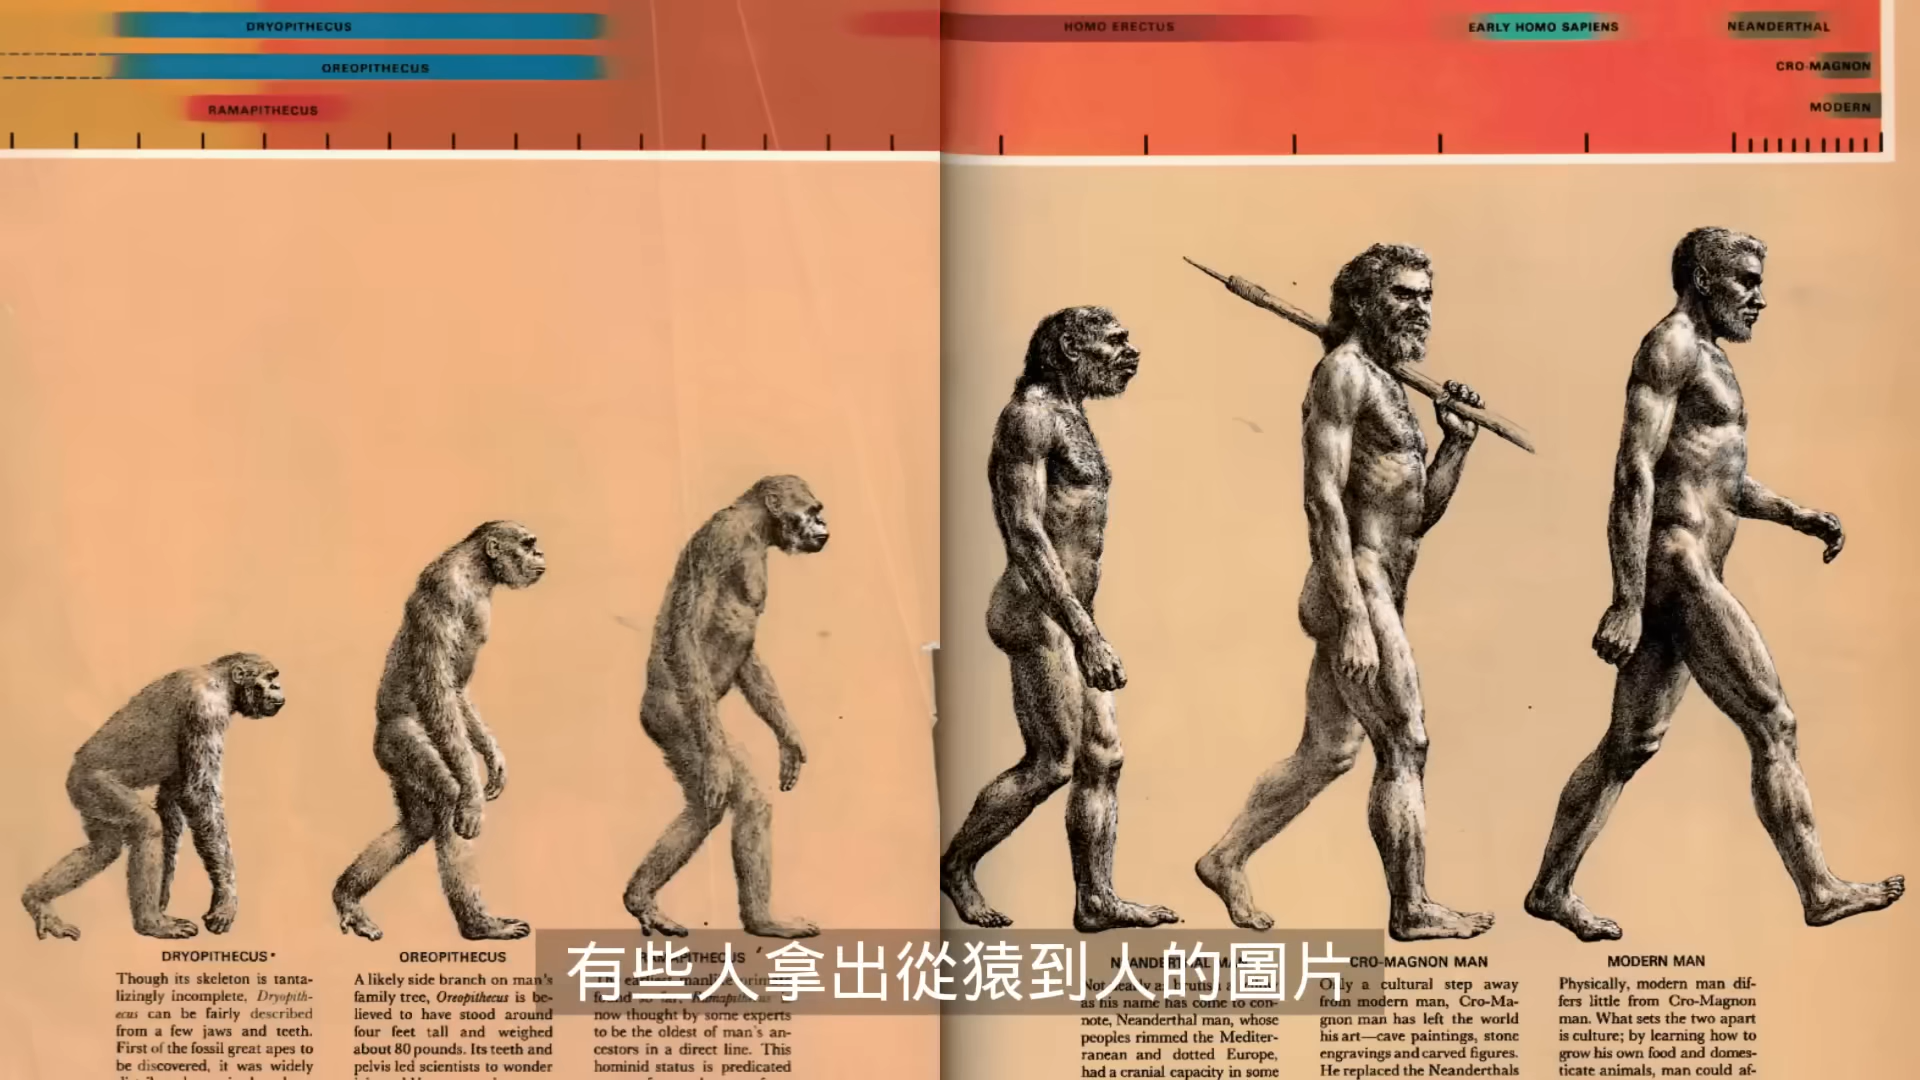 DRYOPITHECUS
OREOPITHECUS
RAMAPITHECUS
HOMO ERECTUS
EARLY HOMO SAPIENS
NEANDERTHAL
CRO-MAGNON
MODERN
DRYOPITHECUS
Though its skeleton is tanta-
lizingly incomplete, Dryopith-
ecus can be fairly described
from a few jaws and teeth.
First of the fossil great apes to
be discovered, it was widely
OREOPITHECUS
A likely side branch on man's
family tree, Oreopithecus is be-
lieved to have stood around
four feet tall and weighed
about 80 pounds. Its teeth and
pelvis led scientists to wonder
now thought by some experts
to be the oldest of man's an-
cestors in a direct line. This
hominid status is predicated
有些人拿出從猿到人的圖片
as his name has come to con-
note, Neanderthal man, whose
peoples rimmed the Mediter-
ranean and dotted Europe,
had a cranial capacity in some
CRO-MAGNON MAN
Only a cultural step away
from modern man, Cro-Ma-
gnon man has left the world
his art—cave paintings, stone
engravings and carved figures.
He replaced the Neanderthals
MODERN MAN
Physically, modern man dif-
fers little from Cro-Magnon
man. What sets the two apart
is culture; by learning how to
grow his own food and domes-
ticate animals, man could af-